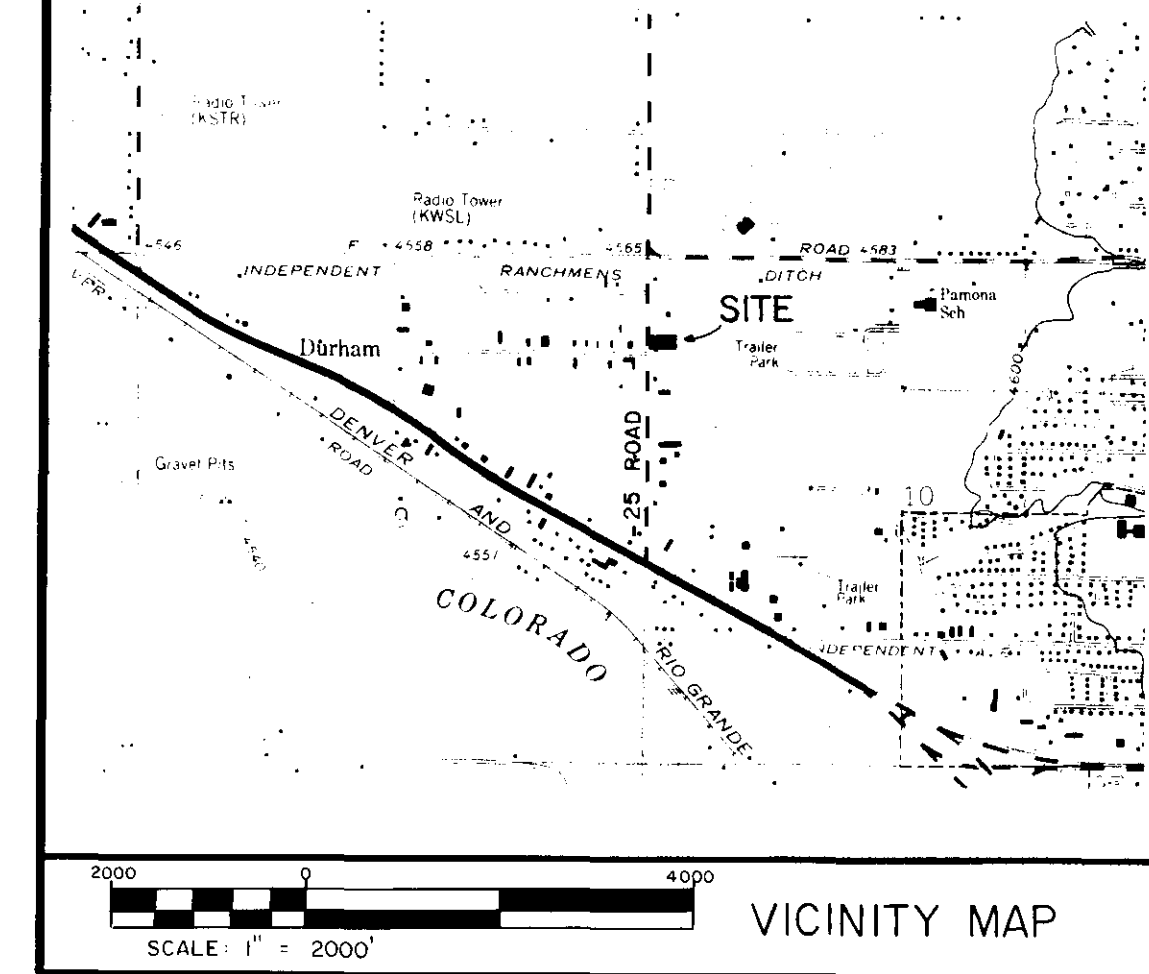 Radio Tower
(KSTR)
Radio Tower
(KWSL)
4546
F
4558
4565
ROAD 4583
INDEPENDENT RANCHMENS DITCH
SITE
Pamona
Sch
Durham
Trailer
Park
4600
25 ROAD
DENVER AND RIO GRANDE
ROAD
Gravel Pits
10
4540
455
COLORADO
Trailer
Park
INDEPENDENT
2000 0 4000
SCALE: 1" = 2000'
VICINITY MAP